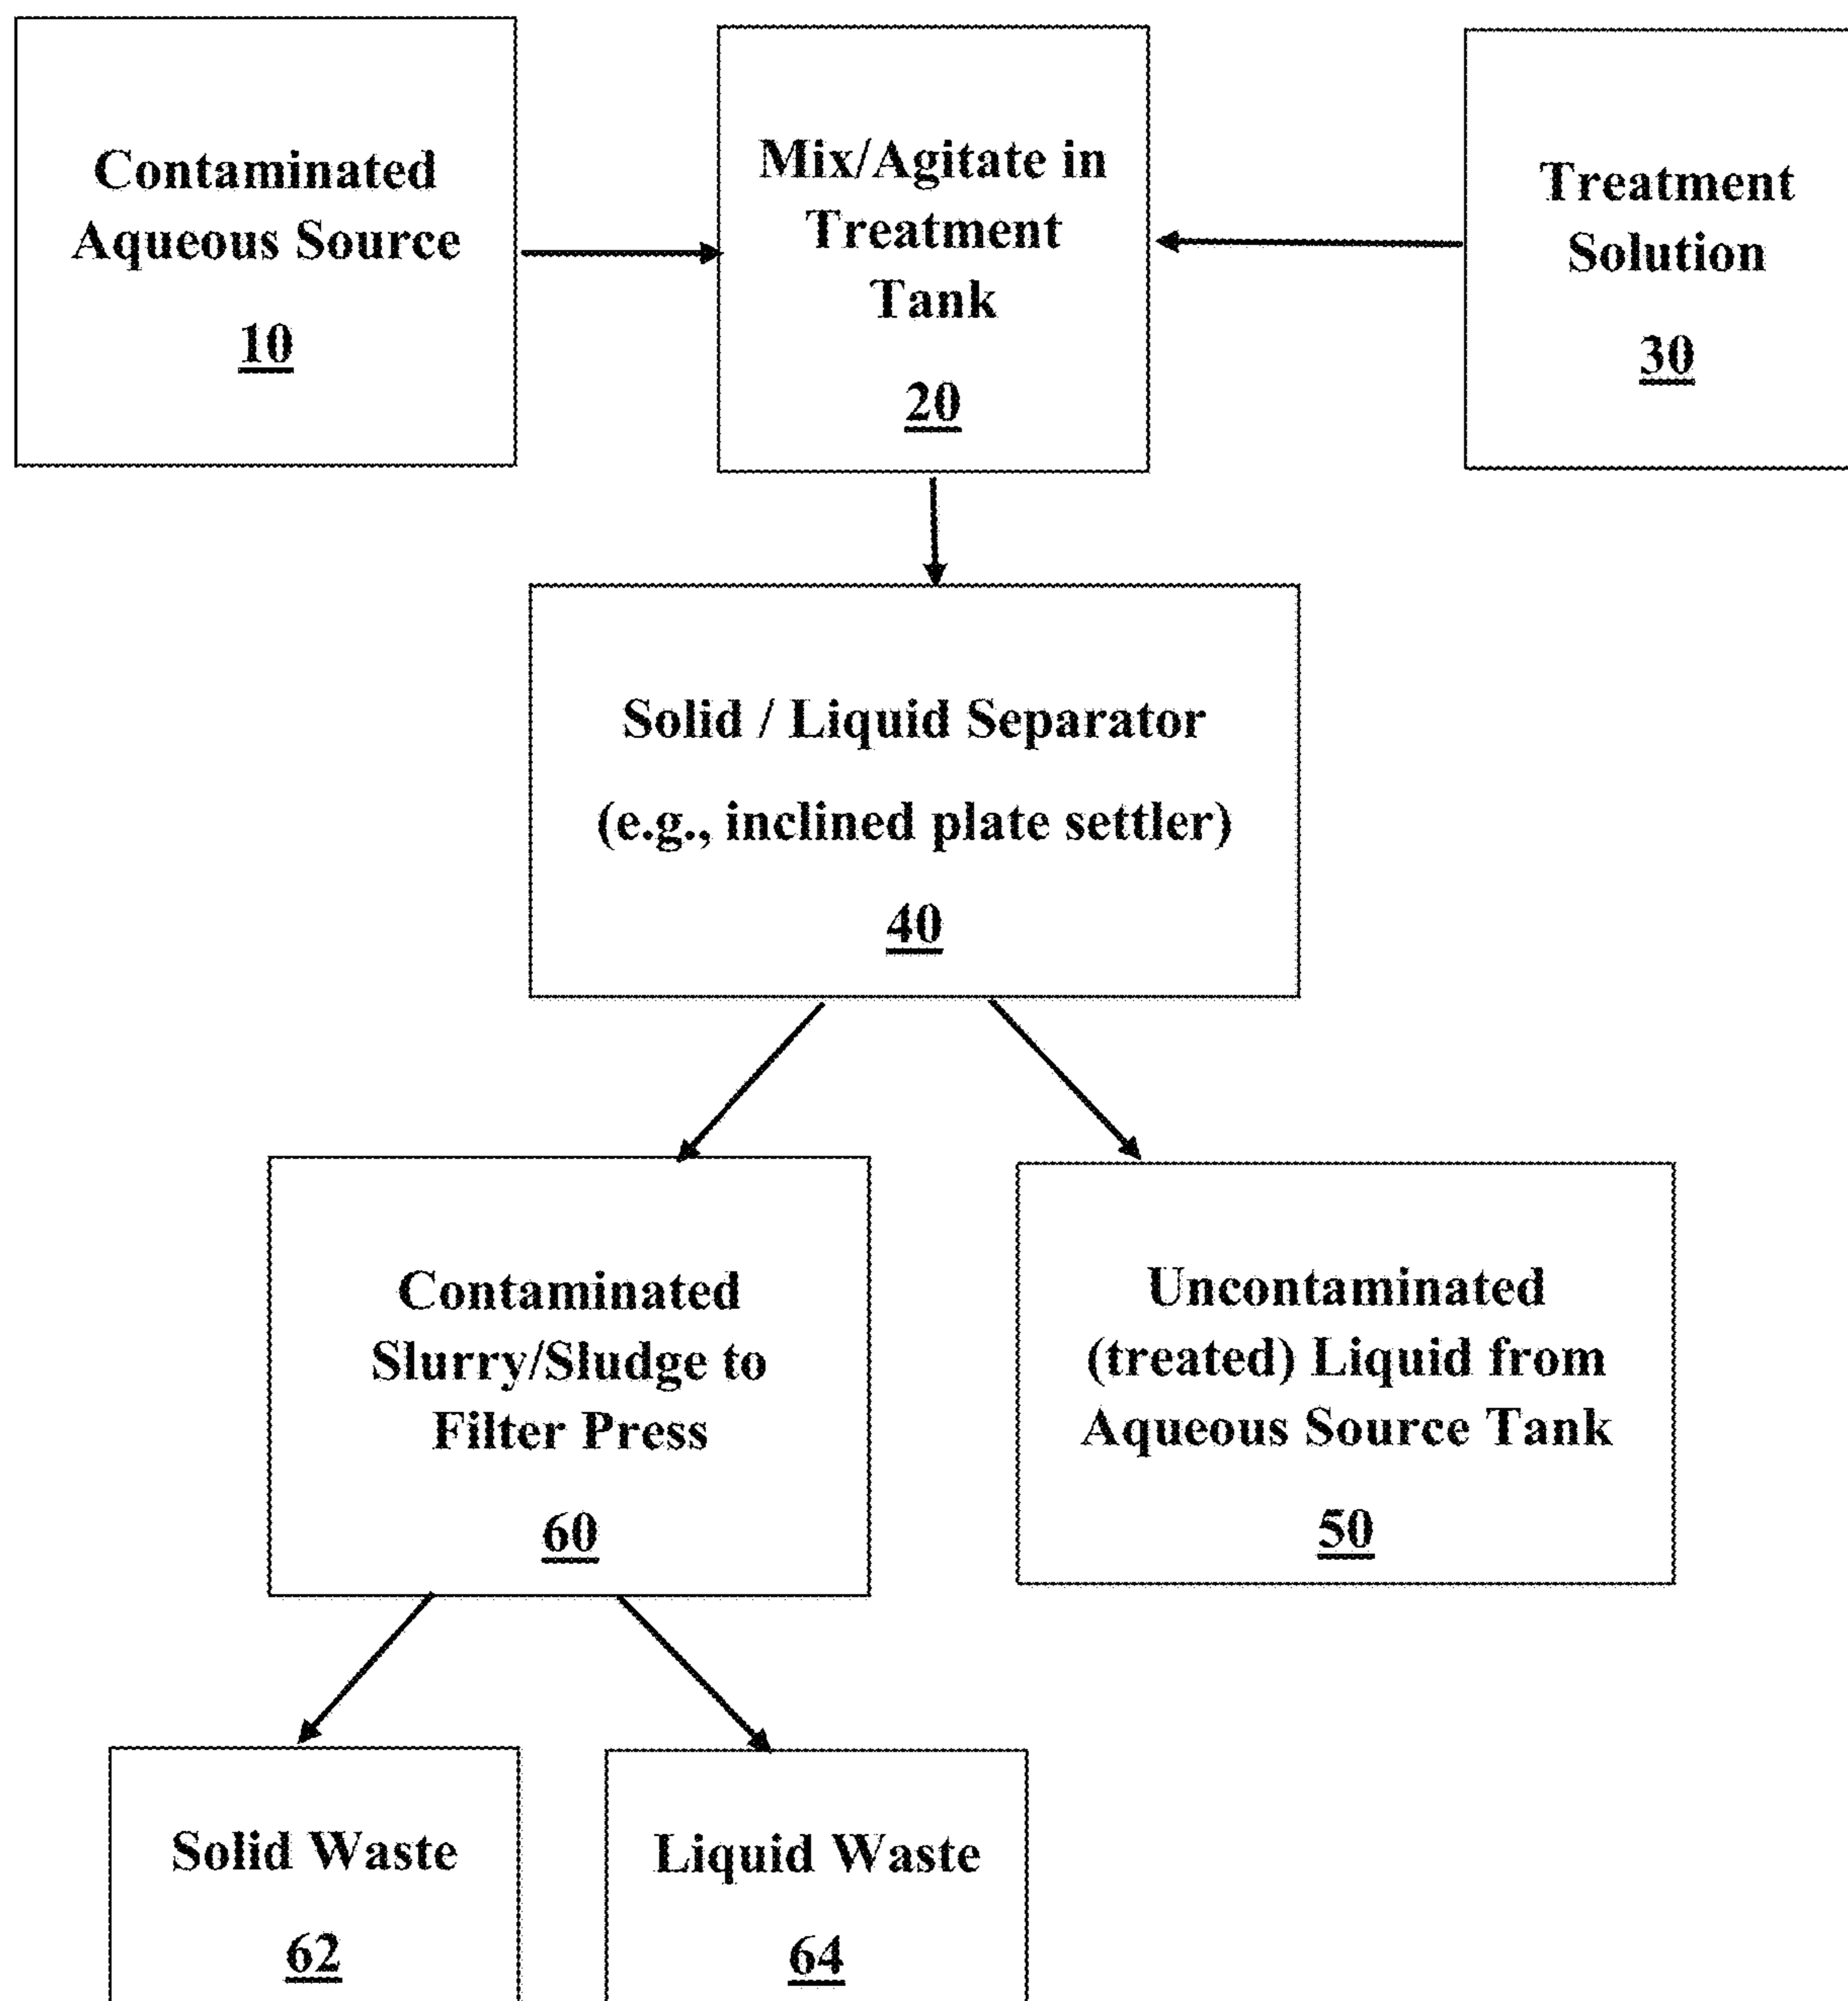 Contaminated
Aqueous Source
10
Mix/Agitate in
Treatment
Tank
20
Treatment
Solution
30
Solid / Liquid Separator
(e.g., inclined plate settler)
40
Contaminated
Slurry/Sludge to
Filter Press
60
Uncontaminated
(treated) Liquid from
Aqueous Source Tank
50
Solid Waste
62
Liquid Waste
64